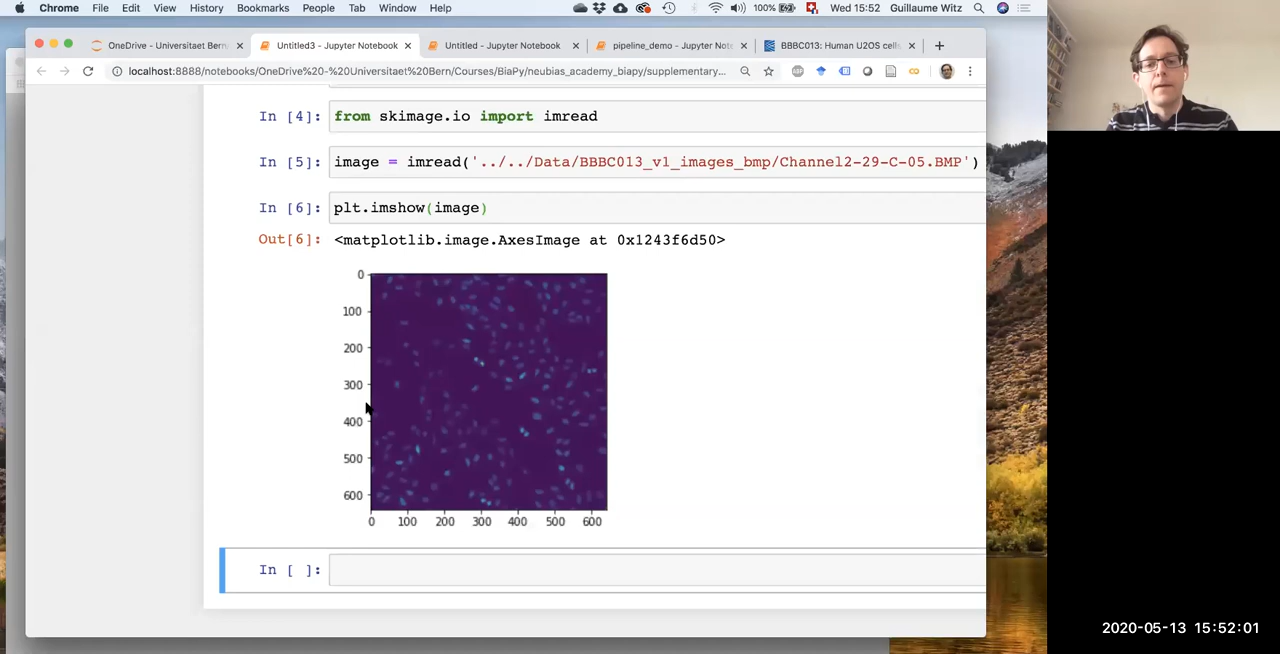 Chrome File Edit View History Bookmarks People Tab Window Help 100% Wed 15:52 Guillaume Witz
OneDrive - Universitaet Bern × Untitled3 - Jupyter Notebook × Untitled - Jupyter Notebook × pipeline_demo - Jupyter Note × BBBC013: Human U2OS cells × +
localhost:8888/notebooks/OneDrive%20-%20Universitaet%20Bern/Courses/BiaPy/neubias_academy_biapy/supplementary...
In [4]: from skimage.io import imread
In [5]: image = imread('../../Data/BBBC013_v1_images_bmp/Channel2-29-C-05.BMP')
In [6]: plt.imshow(image)
Out[6]: <matplotlib.image.AxesImage at 0x1243f6d50>
0
100
200
300
400
500
600
0 100 200 300 400 500 600
In [ ]:
2020-05-13 15:52:01